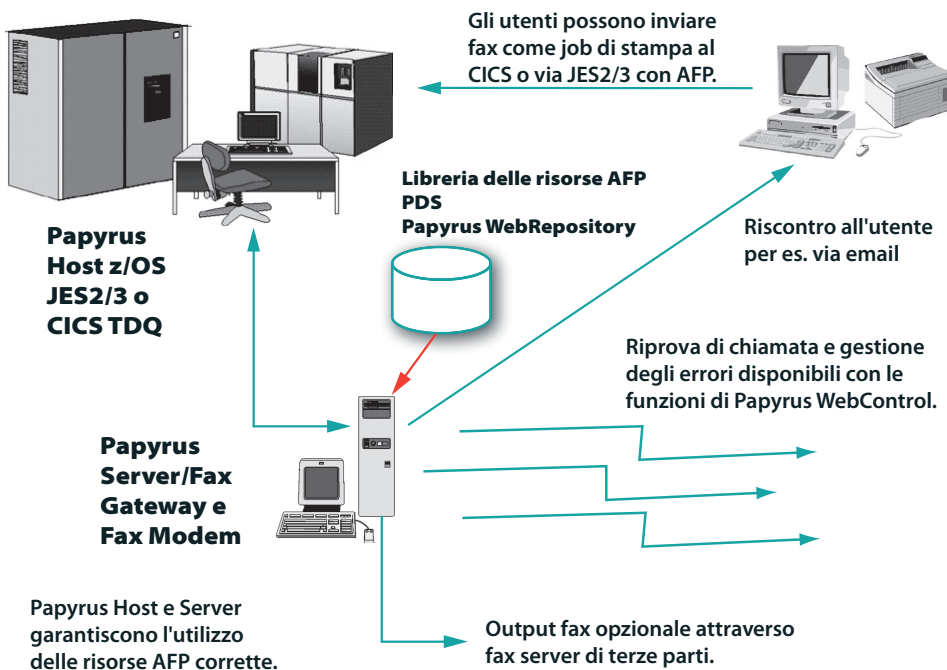 Gli utenti possono inviare
fax come job di stampa al
CICS o via JES2/3 con AFP.
Libreria delle risorse AFP
PDS
Papyrus WebRepository
Riscontro all'utente
per es. via email
Papyrus
Host z/OS
JES2/3 o
CICS TDQ
Riprova di chiamata e gestione
degli errori disponibili con le
funzioni di Papyrus WebControl.
Papyrus
Server/Fax
Gateway e
Fax Modem
Papyrus Host e Server
garantiscono l'utilizzo
delle risorse AFP corrette.
Output fax opzionale attraverso
fax server di terze parti.